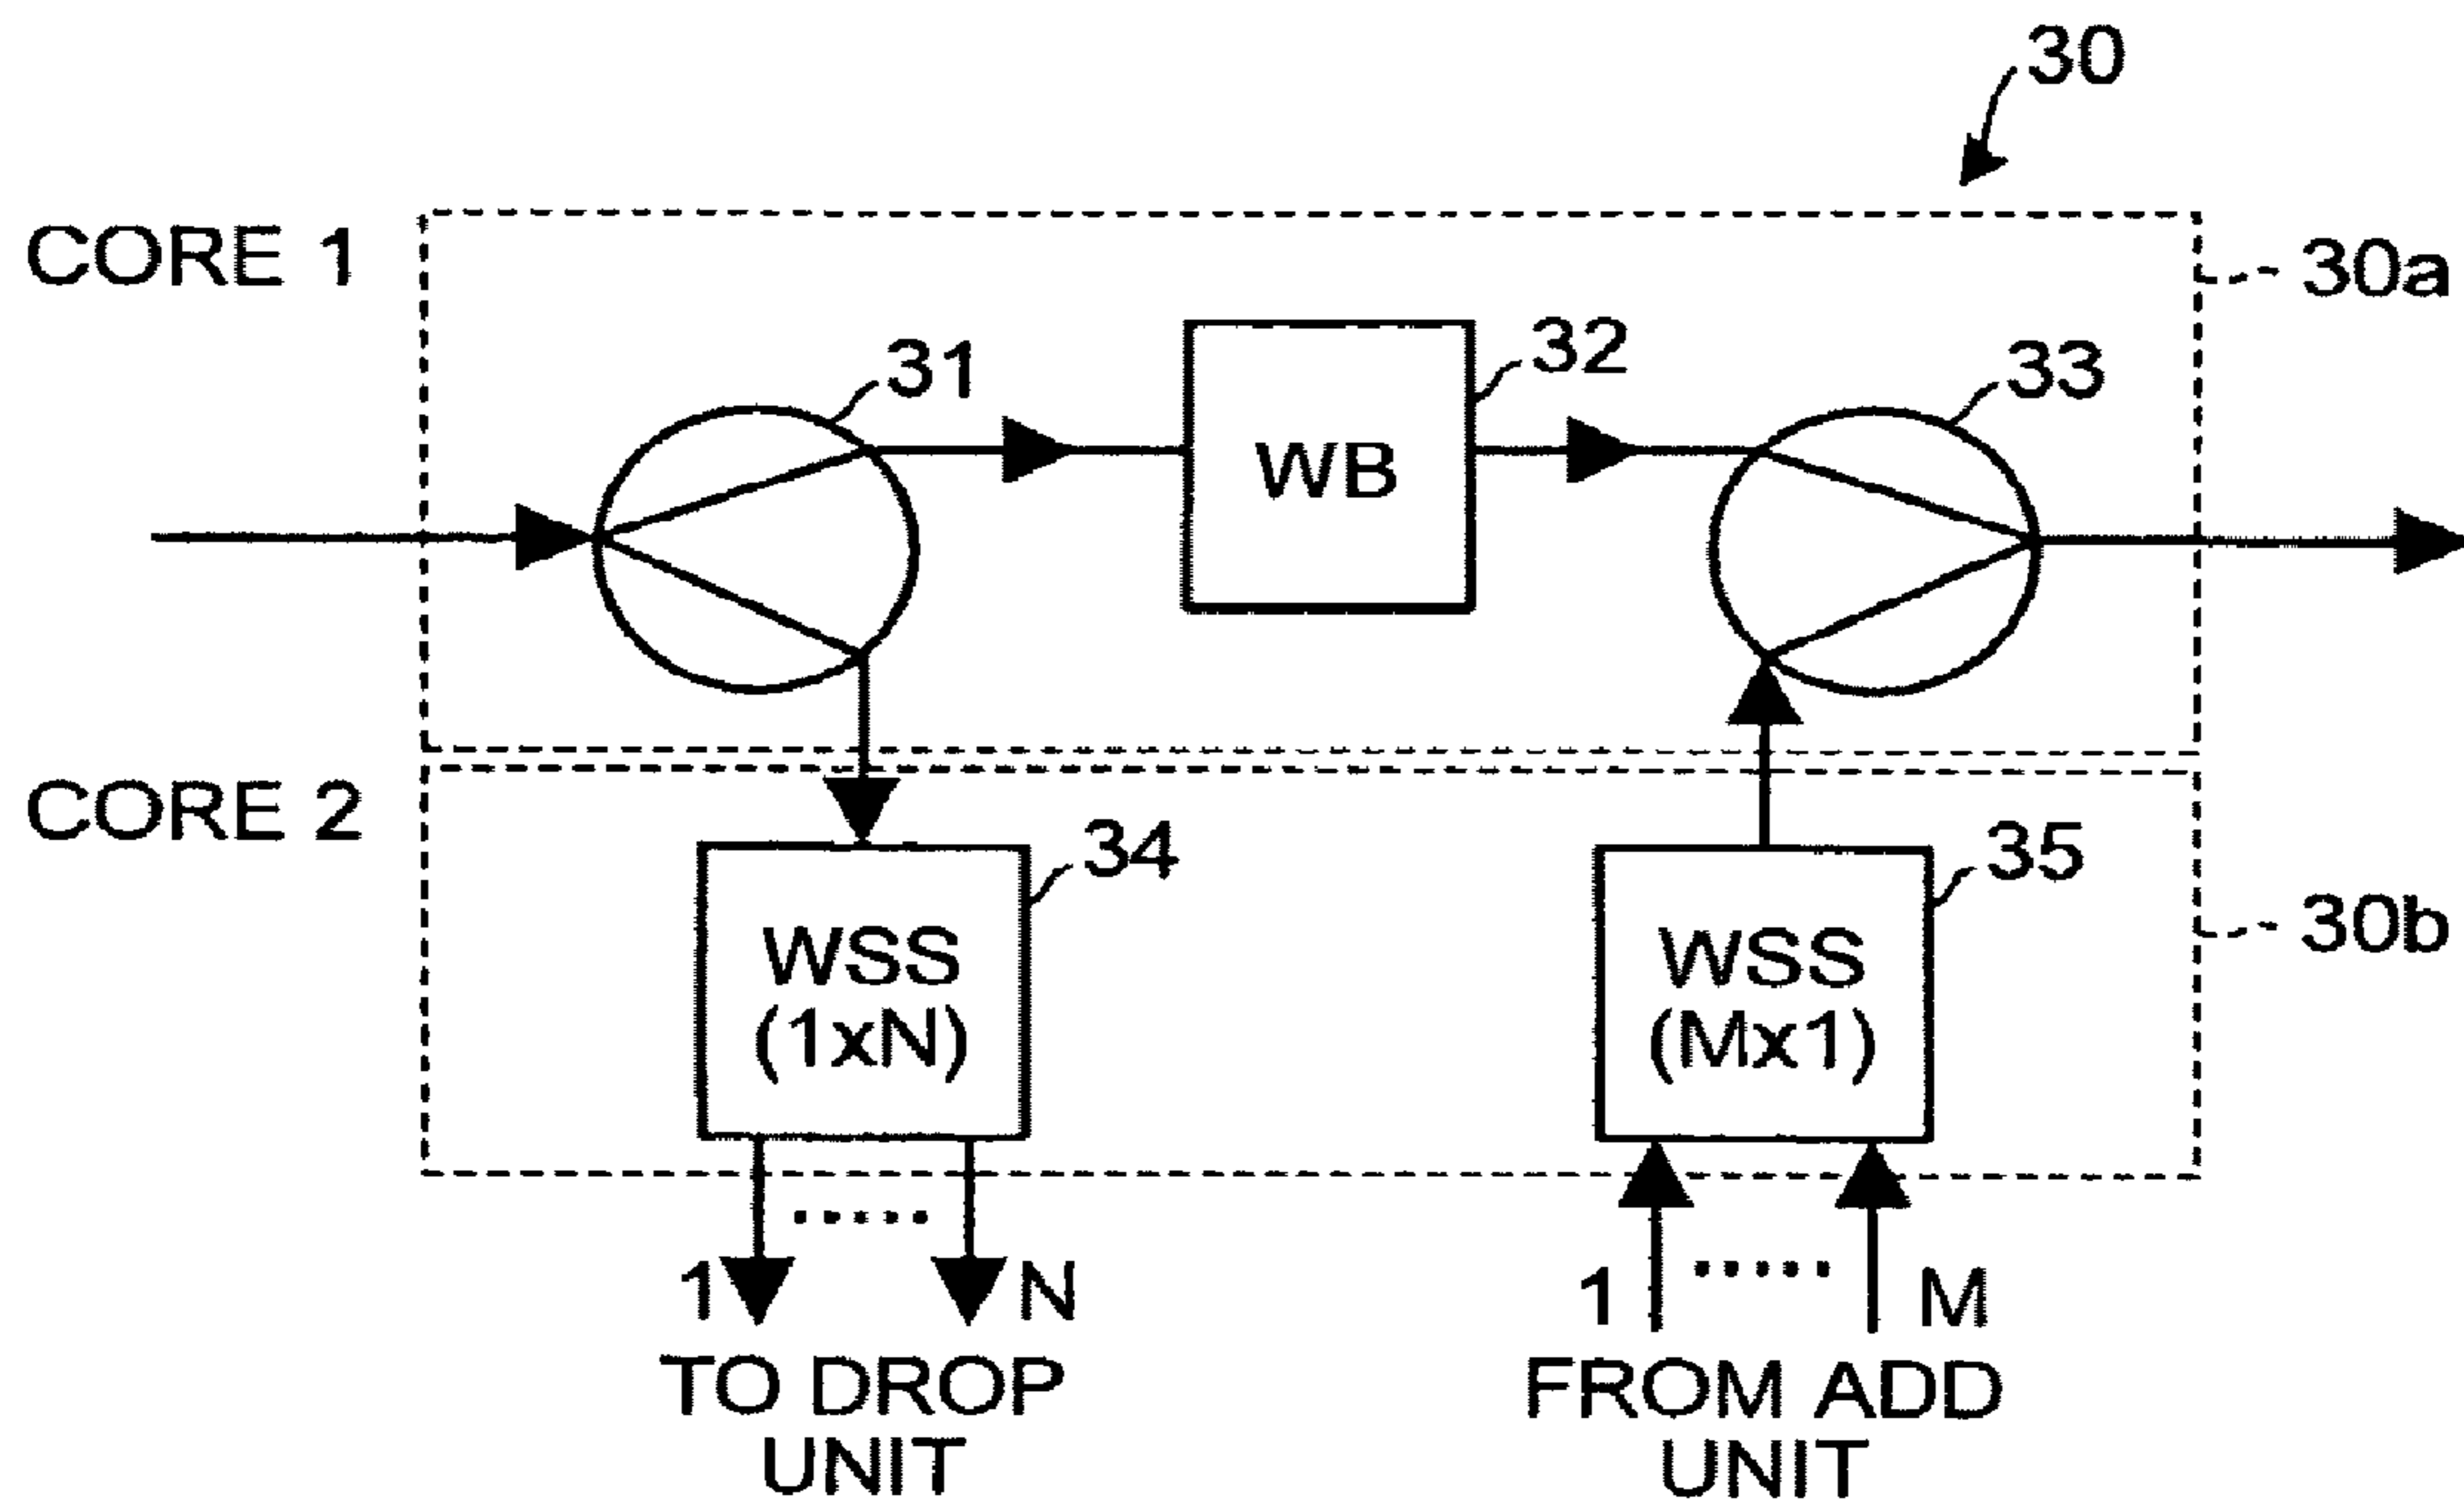 30
CORE 1
30a
31
32
33
WB
CORE 2
34
35
30b
WSS
(1xN)
WSS
(Mx1)
1
.....
N
1
.....
M
TO DROP
UNIT
FROM ADD
UNIT